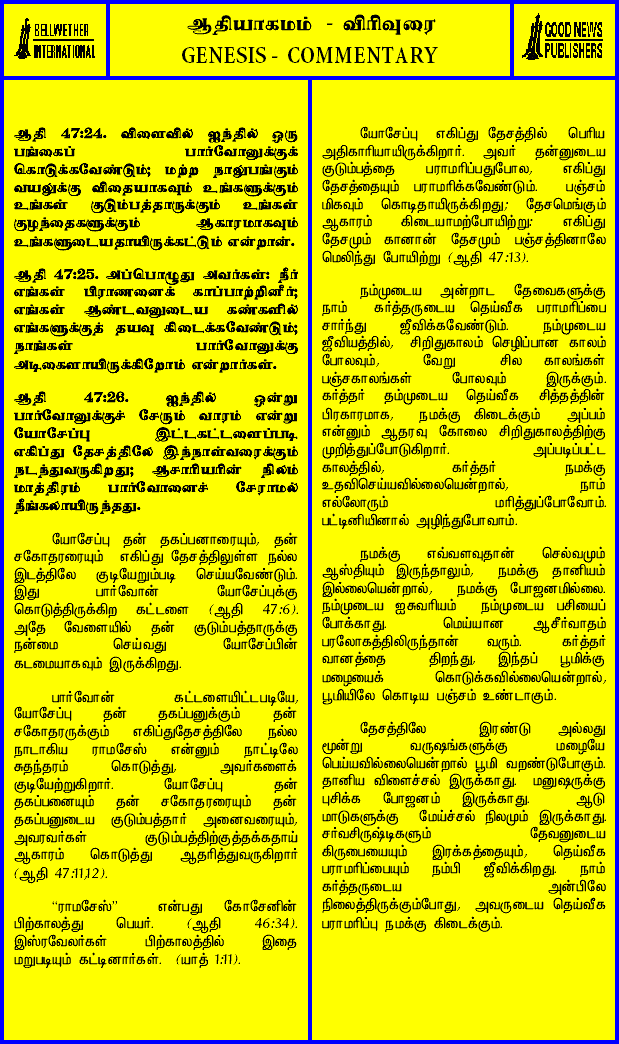 BELLWETHER
INTERNATIONAL
ஆதியாகமம் - விரிவுரை
GENESIS - COMMENTARY
GOOD NEWS
PUBLISHERS
ஆதி 47:24. விளைவில் ஐந்தில் ஒரு
பங்கைப் பார்வோனுக்குக்
கொடுக்கவேண்டும்; மற்ற நாலுபங்கும்
வயலுக்கு விதையாகவும் உங்களுக்கும்
உங்கள் குடும்பத்தாருக்கும் உங்கள்
குழந்தைகளுக்கும் ஆகாரமாகவும்
உங்களுடையதாயிருக்கட்டும் என்றான்.
ஆதி 47:25. அப்பொழுது அவர்கள்: நீர்
எங்கள் பிராணனைக் காப்பாற்றினீர்;
எங்கள் ஆண்டவனுடைய கண்களில்
எங்களுக்குத் தயவு கிடைக்கவேண்டும்;
நாங்கள் பார்வோனுக்கு
அடிகைளாயிருக்கிறோம் என்றார்கள்.
ஆதி 47:26. ஐந்தில் ஒன்று
பார்வோனுக்குச் சேரும் வாரம் என்று
யோசேப்பு இட்டகட்டளைப்படி
எகிப்து தேசத்திலே இந்நாள்வரைக்கும்
நடந்துவருகிறது; ஆசாரியரின் நிலம்
மாத்திரம் பார்வோனைச் சேராமல்
நீங்கலாயிருந்தது.
யோசேப்பு தன் தகப்பனாரையும், தன்
சகோதரரையும் எகிப்து தேசத்திலுள்ள நல்ல
இடத்திலே குடியேறும்படி செய்யவேண்டும்.
இது பார்வோன் யோசேப்புக்கு
கொடுத்திருக்கிற கட்டளை (ஆதி 47:6).
அதே வேளையில் தன் குடும்பத்தாருக்கு
நன்மை செய்வது யோசேப்பின்
கடமையாகவும் இருக்கிறது.
பார்வோன் கட்டளையிட்டபடியே,
யோசேப்பு தன் தகப்பனுக்கும் தன்
சகோதரருக்கும் எகிப்துதேசத்திலே நல்ல
நாடாகிய ராமசேஸ் என்னும் நாட்டிலே
சுதந்தரம் கொடுத்து, அவர்களைக்
குடியேற்றுகிறார். யோசேப்பு தன்
தகப்பனையும் தன் சகோதரரையும் தன்
தகப்பனுடைய குடும்பத்தார் அனைவரையும்,
அவரவர்கள் குடும்பத்திற்குத்தக்கதாய்
ஆகாரம் கொடுத்து ஆதரித்துவருகிறார்
(ஆதி 47:11,12).
“ராமசேஸ்” என்பது கோசேனின்
பிற்காலத்து பெயர். (ஆதி 46:34).
இஸ்ரவேலர்கள் பிற்காலத்தில் இதை
மறுபடியும் கட்டினார்கள். (யாத் 1:11).
யோசேப்பு எகிப்து தேசத்தில் பெரிய
அதிகாரியாயிருக்கிறார். அவர் தன்னுடைய
குடும்பத்தை பராமரிப்பதுபோல, எகிப்து
தேசத்தையும் பராமரிக்கவேண்டும். பஞ்சம்
மிகவும் கொடிதாயிருக்கிறது; தேசமெங்கும்
ஆகாரம் கிடையாமற்போயிற்று; எகிப்து
தேசமும் கானான் தேசமும் பஞ்சத்தினாலே
மெலிந்து போயிற்று (ஆதி 47:13).
நம்முடைய அன்றாட தேவைகளுக்கு
நாம் கர்த்தருடைய தெய்வீக பராமரிப்பை
சார்ந்து ஜீவிக்கவேண்டும். நம்முடைய
ஜீவியத்தில், சிறிதுகாலம் செழிப்பான காலம்
போலவும், வேறு சில காலங்கள்
பஞ்சகாலங்கள் போலவும் இருக்கும்.
கர்த்தர் தம்முடைய தெய்வீக சித்தத்தின்
பிரகாரமாக, நமக்கு கிடைக்கும் அப்பம்
என்னும் ஆதரவு கோலை சிறிதுகாலத்திற்கு
முறித்துப்போடுகிறார். அப்படிப்பட்ட
காலத்தில், கர்த்தர் நமக்கு
உதவிசெய்யவில்லையென்றால், நாம்
எல்லோரும் மரித்துப்போவோம்.
பட்டினியினால் அழிந்துபோவாம்.
நமக்கு எவ்வளவுதான் செல்வமும்
ஆஸ்தியும் இருந்தாலும், நமக்கு தானியம்
இல்லையென்றால், நமக்கு போஜனமில்லை.
நம்முடைய ஐசுவரியம் நம்முடைய பசியைப்
போக்காது. மெய்யான ஆசீர்வாதம்
பரலோகத்திலிருந்தான் வரும். கர்த்தர்
வானத்தை திறந்து, இந்தப் பூமிக்கு
மழையைக் கொடுக்கவில்லையென்றால்,
பூமியிலே கொடிய பஞ்சம் உண்டாகும்.
தேசத்திலே இரண்டு அல்லது
மூன்று வருஷங்களுக்கு மழையே
பெய்யவில்லையென்றால் பூமி வறண்டுபோகும்.
தானிய விளைச்சல் இருக்காது. மனுஷருக்கு
புசிக்க போஜனம் இருக்காது. ஆடு
மாடுகளுக்கு மேய்ச்சல் நிலமும் இருக்காது.
சர்வசிருஷ்டிகளும் தேவனுடைய
கிருபையையும் இரக்கத்தையும், தெய்வீக
பராமரிப்பையும் நம்பி ஜீவிக்கிறது. நாம்
கர்த்தருடைய அன்பிலே
நிலைத்திருக்கும்போது, அவருடைய தெய்வீக
பராமரிப்பு நமக்கு கிடைக்கும்.